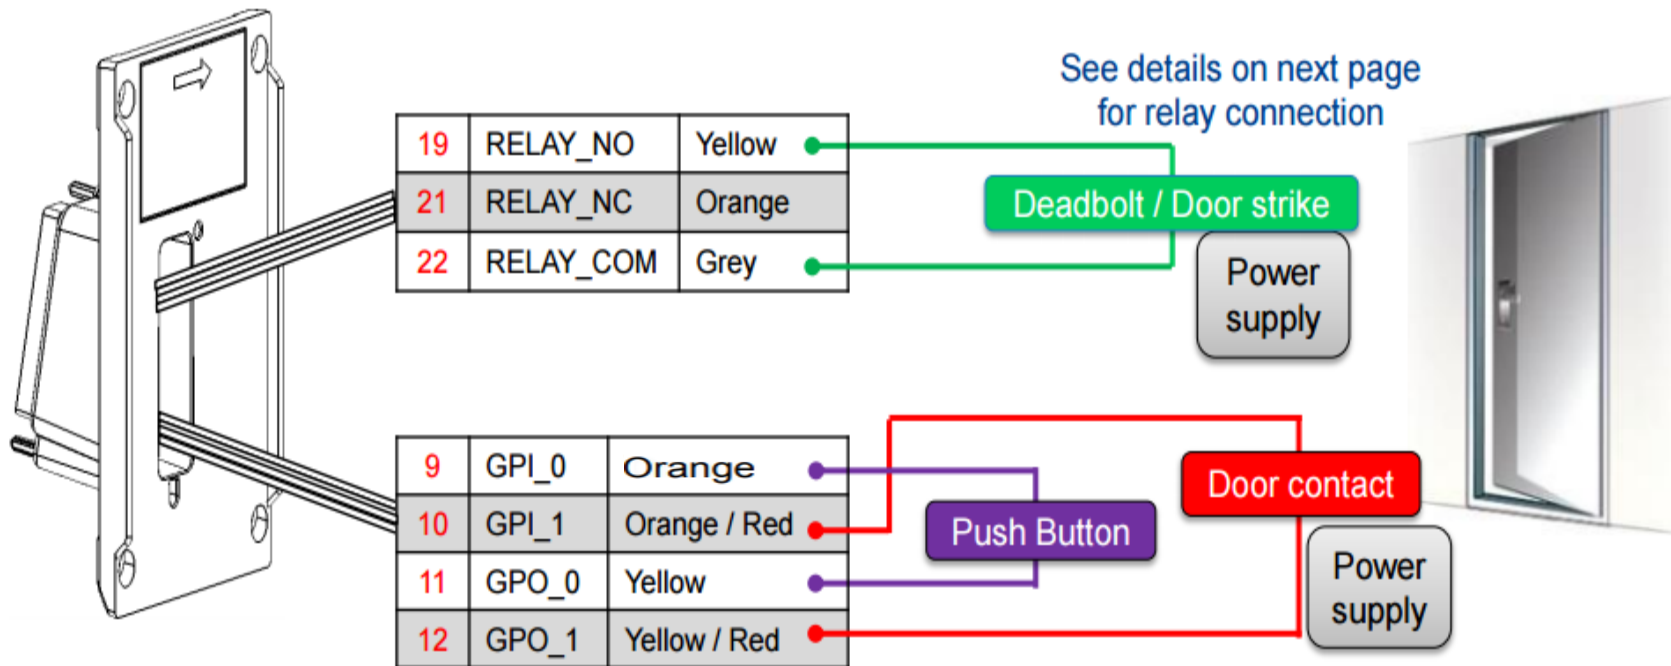 See details on next page
for relay connection
19 RELAY_NO Yellow
21 RELAY_NC Orange
22 RELAY_COM Grey
Deadbolt / Door strike
Power
supply
9 GPI_0 Orange
10 GPI_1 Orange / Red
11 GPO_0 Yellow
12 GPO_1 Yellow / Red
Push Button
Door contact
Power
supply